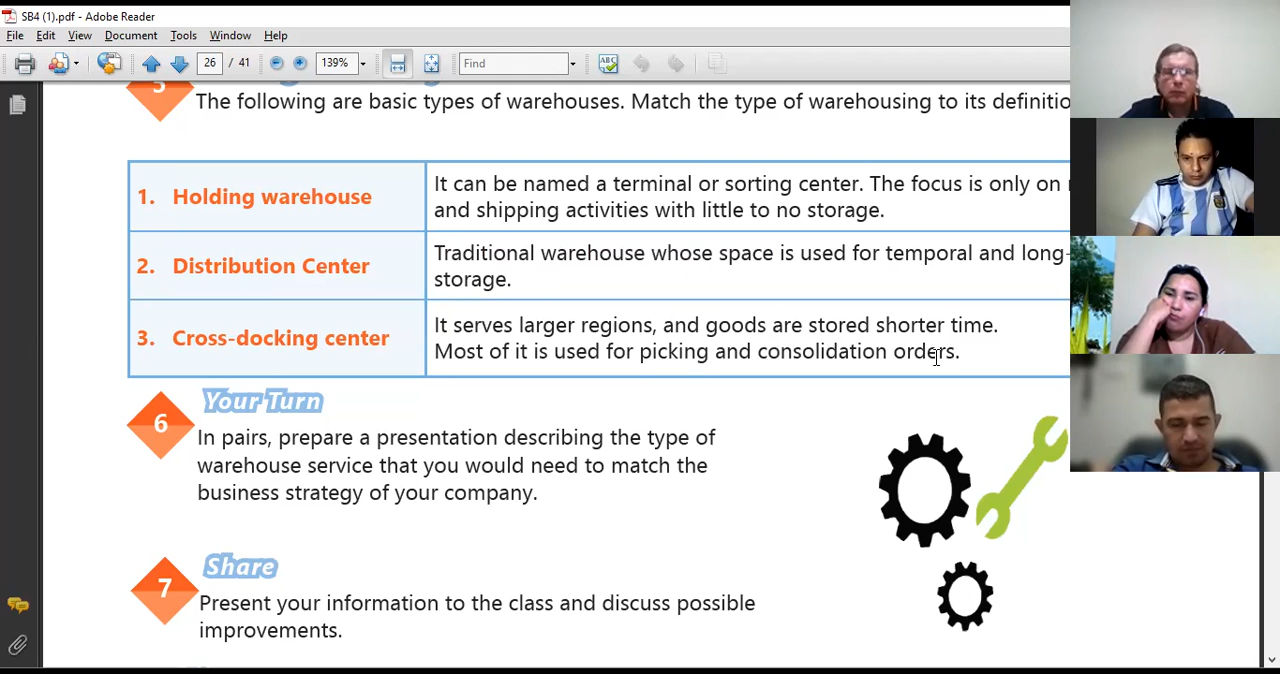 SB4 (1).pdf - Adobe Reader
File Edit View Document Tools Window Help
26 / 41 139% Find
5
The following are basic types of warehouses. Match the type of warehousing to its definitio
1. Holding warehouse
It can be named a terminal or sorting center. The focus is only on
and shipping activities with little to no storage.
2. Distribution Center
Traditional warehouse whose space is used for temporal and long-
storage.
3. Cross-docking center
It serves larger regions, and goods are stored shorter time.
Most of it is used for picking and consolidation orders.
6
Your Turn
In pairs, prepare a presentation describing the type of
warehouse service that you would need to match the
business strategy of your company.
7
Share
Present your information to the class and discuss possible
improvements.